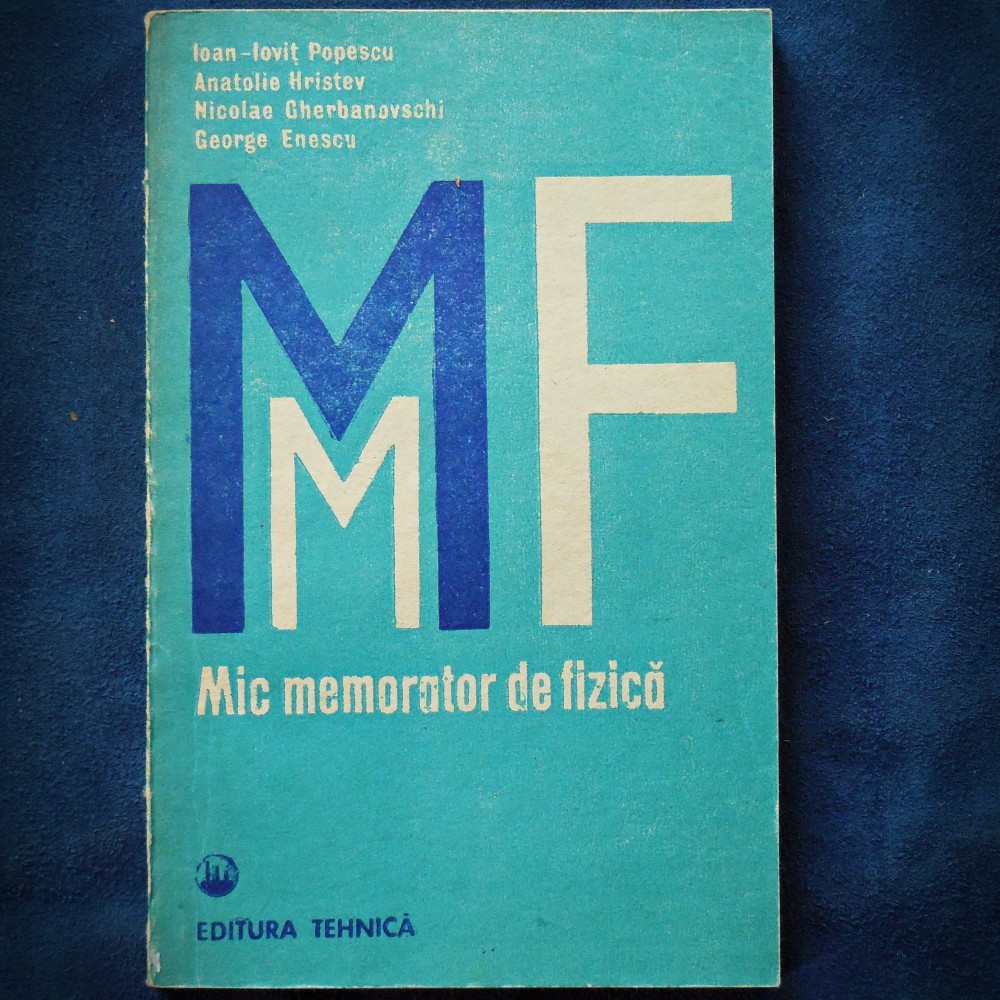 Ioan-Ioviț Popescu
Anatolie Hristev
Nicolae Gherbanovschi
George Enescu
MMF
Mic memorator de fizică
EDITURA TEHNICĂ